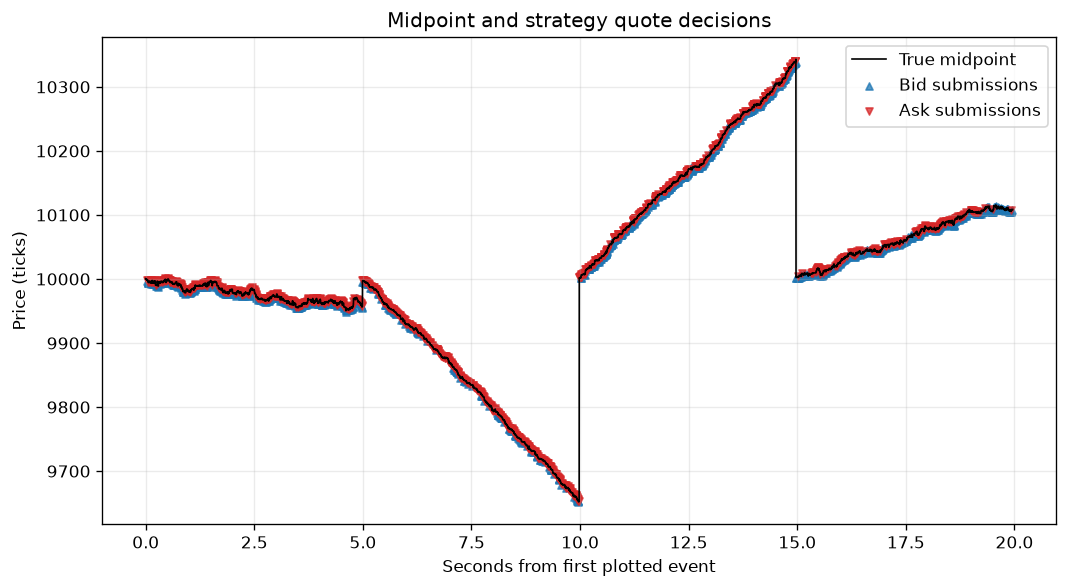 Midpoint and strategy quote decisions
True midpoint
Bid submissions
Ask submissions
Price (ticks)
10300
10200
10100
10000
9900
9800
9700
0.0 2.5 5.0 7.5 10.0 12.5 15.0 17.5 20.0
Seconds from first plotted event